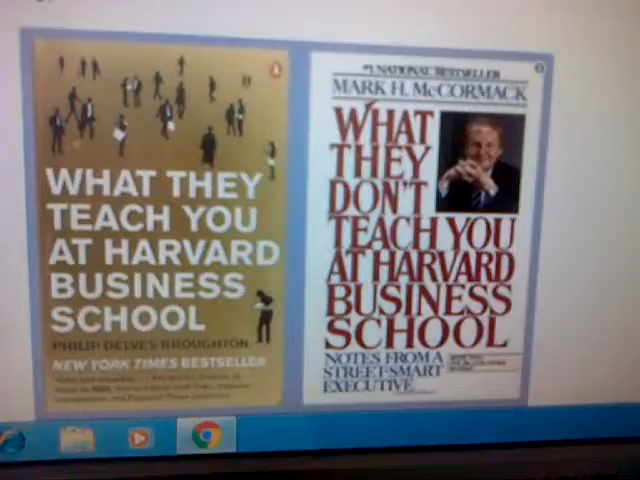 WHAT THEY
TEACH YOU
AT HARVARD
BUSINESS
SCHOOL
PHILIP DELVES BROUGHTON
NEW YORK TIMES BESTSELLER
#1 NATIONAL BESTSELLER
MARK H. McCORMACK
WHAT
THEY
DON'T
TEACH YOU
AT HARVARD
BUSINESS
SCHOOL
NOTES FROM A
STREET-SMART
EXECUTIVE